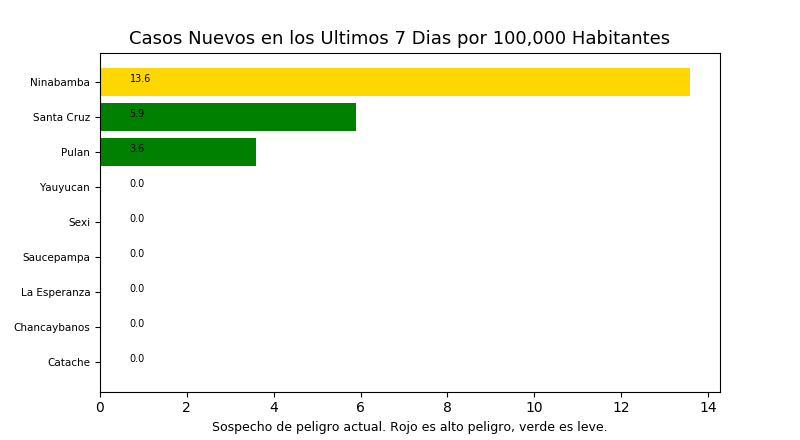 Casos Nuevos en los Ultimos 7 Dias por 100,000 Habitantes
Ninabamba 13.6
Santa Cruz 5.9
Pulan 3.6
Yauyucan 0.0
Sexi 0.0
Saucepampa 0.0
La Esperanza 0.0
Chancaybanos 0.0
Catache 0.0
0 2 4 6 8 10 12 14
Sospecho de peligro actual. Rojo es alto peligro, verde es leve.